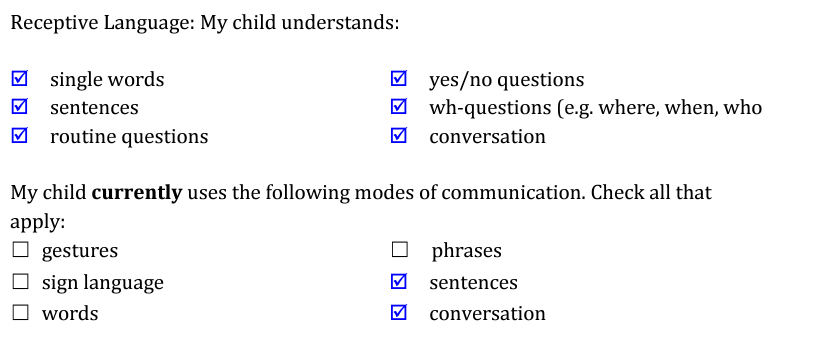 Receptive Language: My child understands:
☑ single words ☑ yes/no questions
☑ sentences ☑ wh-questions (e.g. where, when, who
☑ routine questions ☑ conversation
My child currently uses the following modes of communication. Check all that
apply:
☐ gestures ☐ phrases
☐ sign language ☑ sentences
☐ words ☑ conversation